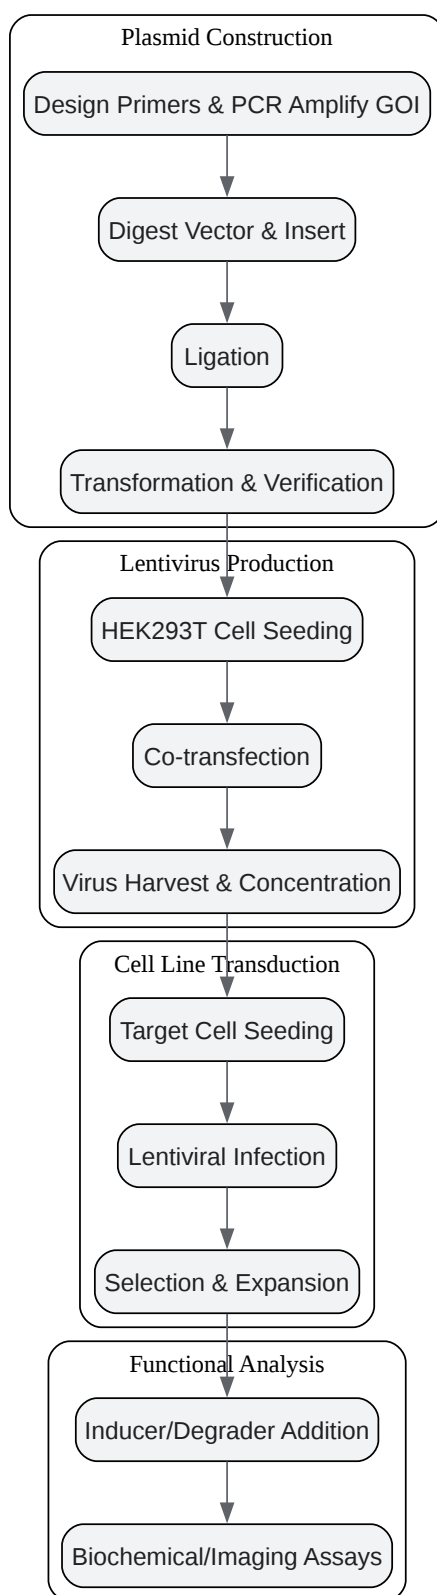 Plasmid Construction
Design Primers & PCR Amplify GOI
Digest Vector & Insert
Ligation
Transformation & Verification
Lentivirus Production
HEK293T Cell Seeding
Co-transfection
Virus Harvest & Concentration
Cell Line Transduction
Target Cell Seeding
Lentiviral Infection
Selection & Expansion
Functional Analysis
Inducer/Degrader Addition
Biochemical/Imaging Assays